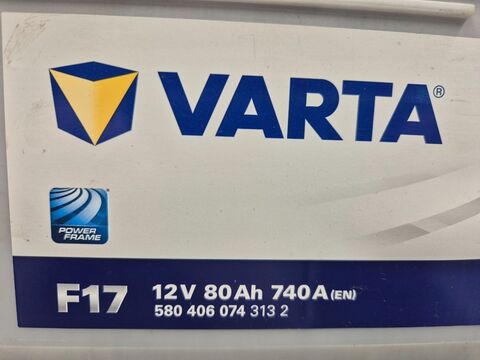 VARTA®
POWER
FRAME
F17
12V 80Ah 740A (EN)
580 406 074 313 2